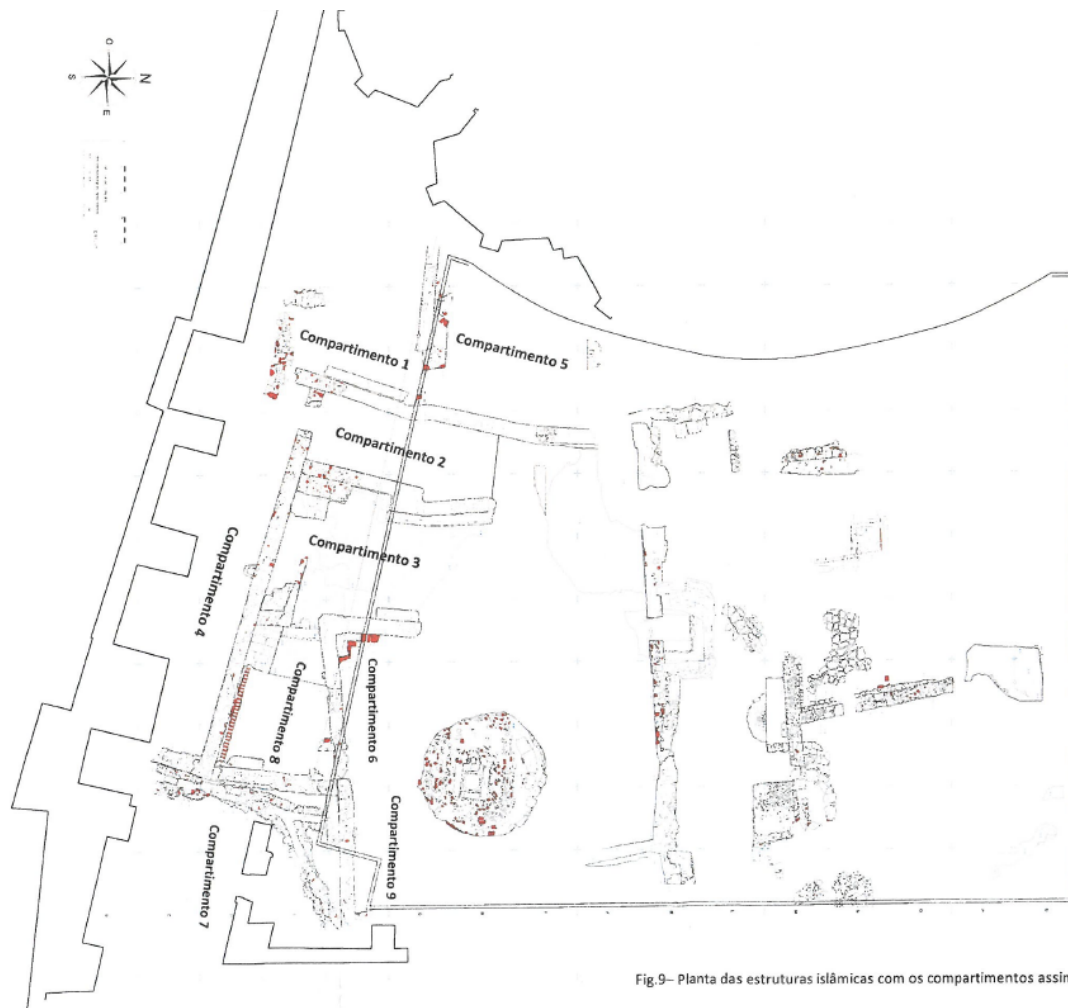 O
S
N
E
Compartimento 1
Compartimento 5
Compartimento 2
Compartimento 3
Compartimento 4
Compartimento 6
Compartimento 8
Compartimento 9
Compartimento 7
Fig.9– Planta das estruturas islâmicas com os compartimentos assin